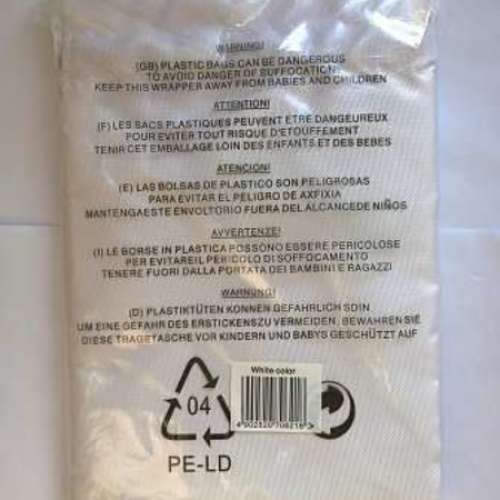 WARNING!
(GB) PLASTIC BAGS CAN BE DANGEROUS
TO AVOID DANGER OF SUFFOCATION
KEEP THIS WRAPPER AWAY FROM BABIES AND CHILDREN
ATTENTION!
(F) LES SACS PLASTIQUES PEUVENT ETRE DANGEUREUX
POUR EVITER TOUT RISQUE D'ETOUFFEMENT
TENIR CET EMBALLAGE LOIN DES ENFANTS ET DES BEBES
ATENCION!
(E) LAS BOLSAS DE PLASTICO SON PELIGROSAS
PARA EVITAR EL PELIGRO DE AXFIXIA
MANTENGAESTE ENVOLTORIO FUERA DEL ALCANCEDE NIÑOS
AVVERTENZE!
(I) LE BORSE IN PLASTICA POSSONO ESSERE PERICOLOSE
PER EVITAREIL PERICOLO DI SOFFOCAMENTO
TENERE FUORI DALLA PORTATA DEI BAMBINI E RAGAZZI
WARNUNG!
(D) PLASTIKTÜTEN KONNEN GEFAHRLICH SDIN
UM EINE GEFAHR DES ERSTICKENSZU VERMEIDEN, BEWAHREN SIE
DIESE TRAGETASCHE VOR KINDERN UND BABYS GESCHÜTZT AUF
White color
04
PE-LD